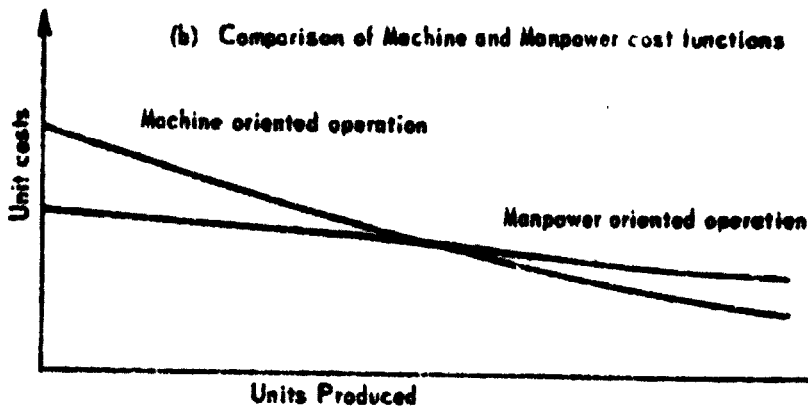 (b) Comparison of Machine and Manpower cost functions
Machine oriented operation
Unit costs
Manpower oriented operation
Units Produced